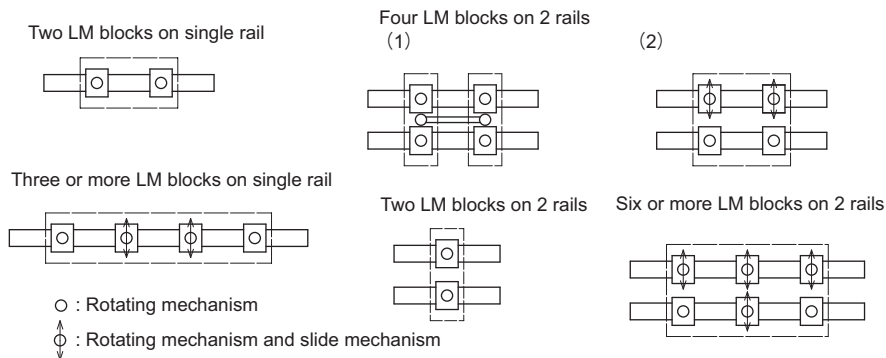 Two LM blocks on single rail
Four LM blocks on 2 rails
（1）
（2）
Three or more LM blocks on single rail
Two LM blocks on 2 rails
Six or more LM blocks on 2 rails
: Rotating mechanism
: Rotating mechanism and slide mechanism